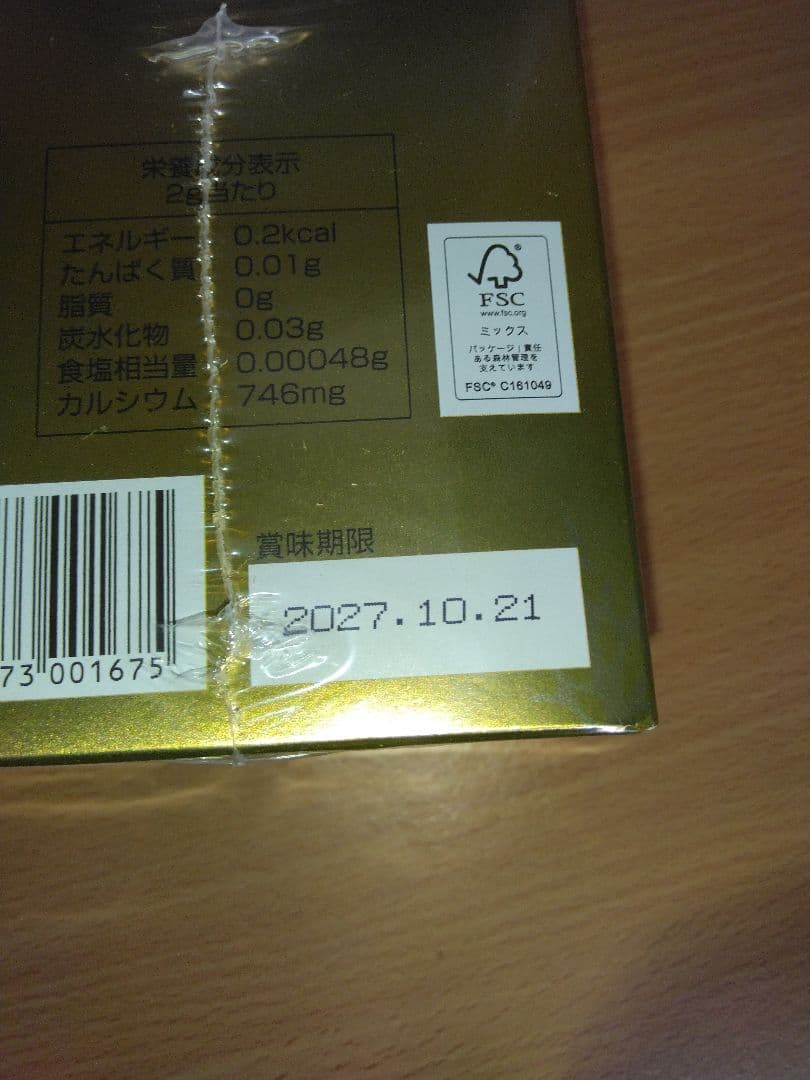 栄養成分表示
2g当たり
エネルギー 0.2kcal
たんぱく質 0.01g
脂質 0g
炭水化物 0.03g
食塩相当量 0.00048g
カルシウム 746mg
FSC®
www.fsc.org
ミックス
パッケージ|責任
ある森林管理を
支えています
FSC® C161049
賞味期限
2027.10.21
73 001675